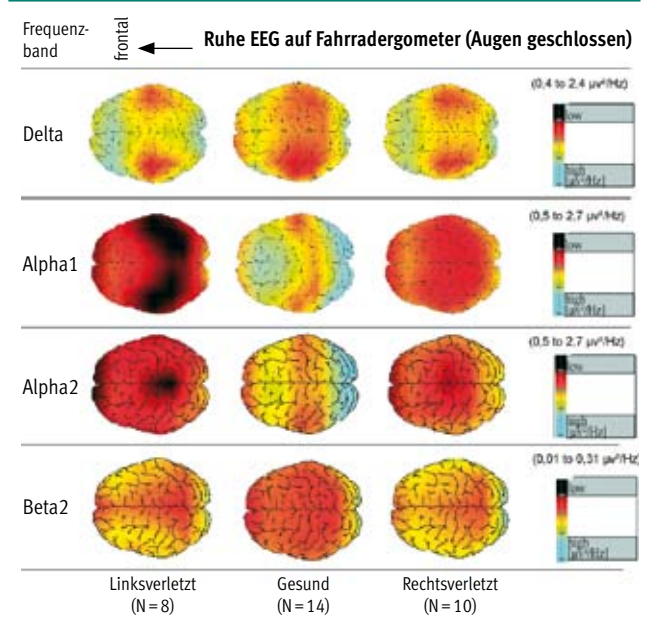 Frequenz-
band
frontal
Ruhe EEG auf Fahrradergometer (Augen geschlossen)
Delta
(0,4 to 2,4 µv²/Hz)
low
high
Alpha1
(0,5 to 2,7 µv²/Hz)
low
high
Alpha2
(0,5 to 2,7 µv²/Hz)
low
high
Beta2
(0,01 to 0,31 µv²/Hz)
low
high
Linksverletzt
(N=8)
Gesund
(N=14)
Rechtsverletzt
(N=10)